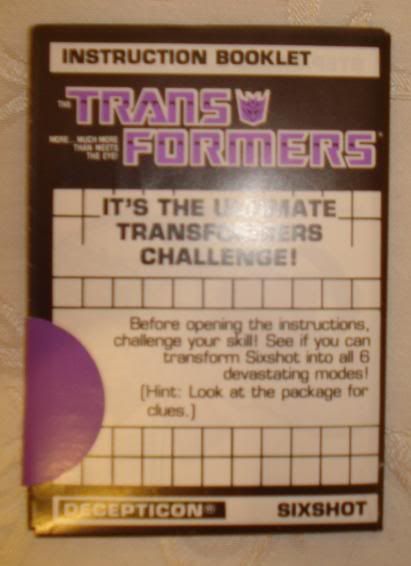 INSTRUCTION BOOKLET
THE TRANS
MORE... MUCH MORE
THAN MEETS
THE EYE!
FORMERS
IT'S THE ULTIMATE
TRANSFORMERS
CHALLENGE!
Before opening the instructions,
challenge your skill! See if you can
transform Sixshot into all 6
devastating modes!
(Hint: Look at the package for
clues.)
DECEPTICON® SIXSHOT